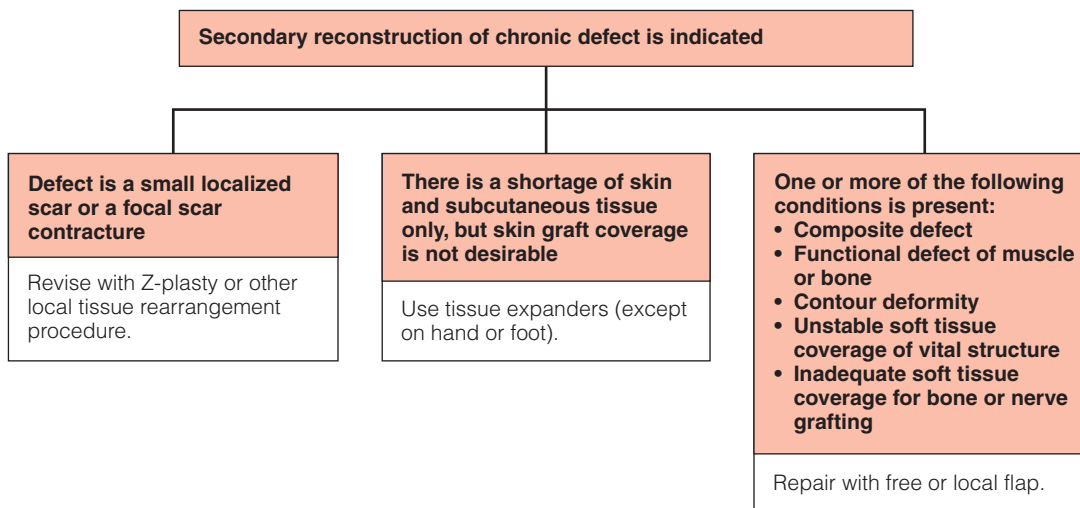 Secondary reconstruction of chronic defect is indicated
Defect is a small localized
scar or a focal scar
contracture
Revise with Z-plasty or other
local tissue rearrangement
procedure.
There is a shortage of skin
and subcutaneous tissue
only, but skin graft coverage
is not desirable
Use tissue expanders (except
on hand or foot).
One or more of the following
conditions is present:
• Composite defect
• Functional defect of muscle
or bone
• Contour deformity
• Unstable soft tissue
coverage of vital structure
• Inadequate soft tissue
coverage for bone or nerve
grafting
Repair with free or local flap.